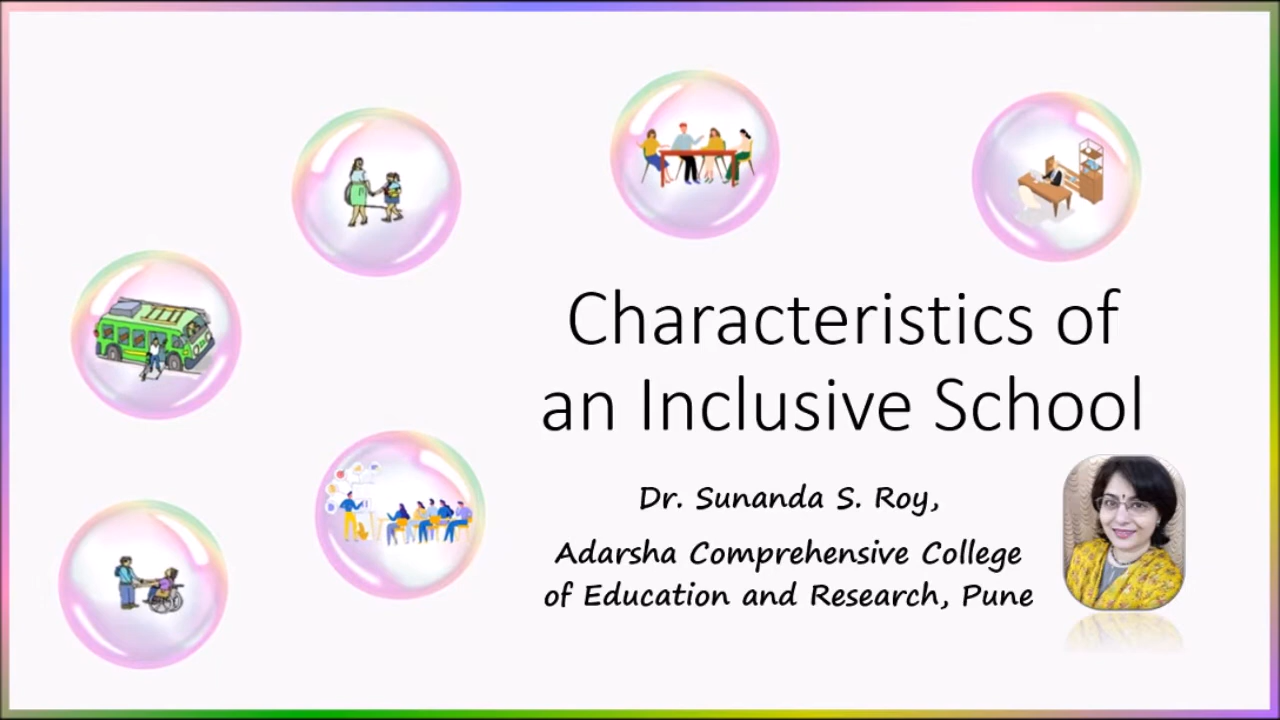 Characteristics of
an Inclusive School
Dr. Sunanda S. Roy,
Adarsha Comprehensive College
of Education and Research, Pune